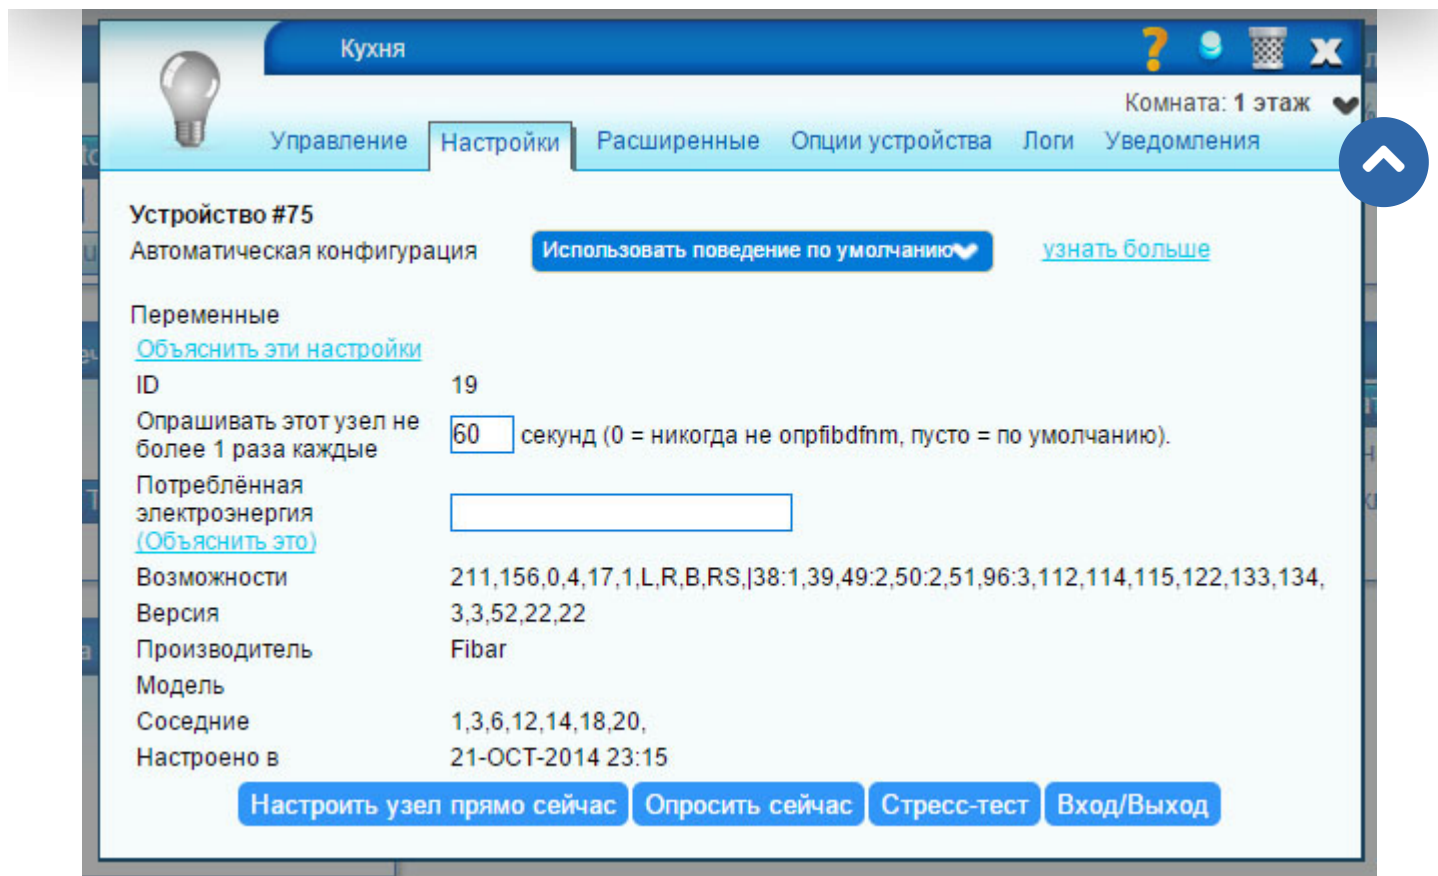 Кухня
Комната: 1 этаж
Управление Настройки Расширенные Опции устройства Логи Уведомления
Устройство #75
Автоматическая конфигурация Использовать поведение по умолчанию узнать больше
Переменные
Объяснить эти настройки
ID 19
Опрашивать этот узел не
более 1 раза каждые
60 секунд (0 = никогда не опрfibdfnm, пусто = по умолчанию).
Потреблённая
электроэнергия
(Объяснить это)
Возможности 211,156,0,4,17,1,L,R,B,RS,|38:1,39,49:2,50:2,51,96:3,112,114,115,122,133,134,
Версия 3,3,52,22,22
Производитель Fibar
Модель
Соседние 1,3,6,12,14,18,20,
Настроено в 21-OCT-2014 23:15
Настроить узел прямо сейчас Опросить сейчас Стресс-тест Вход/Выход